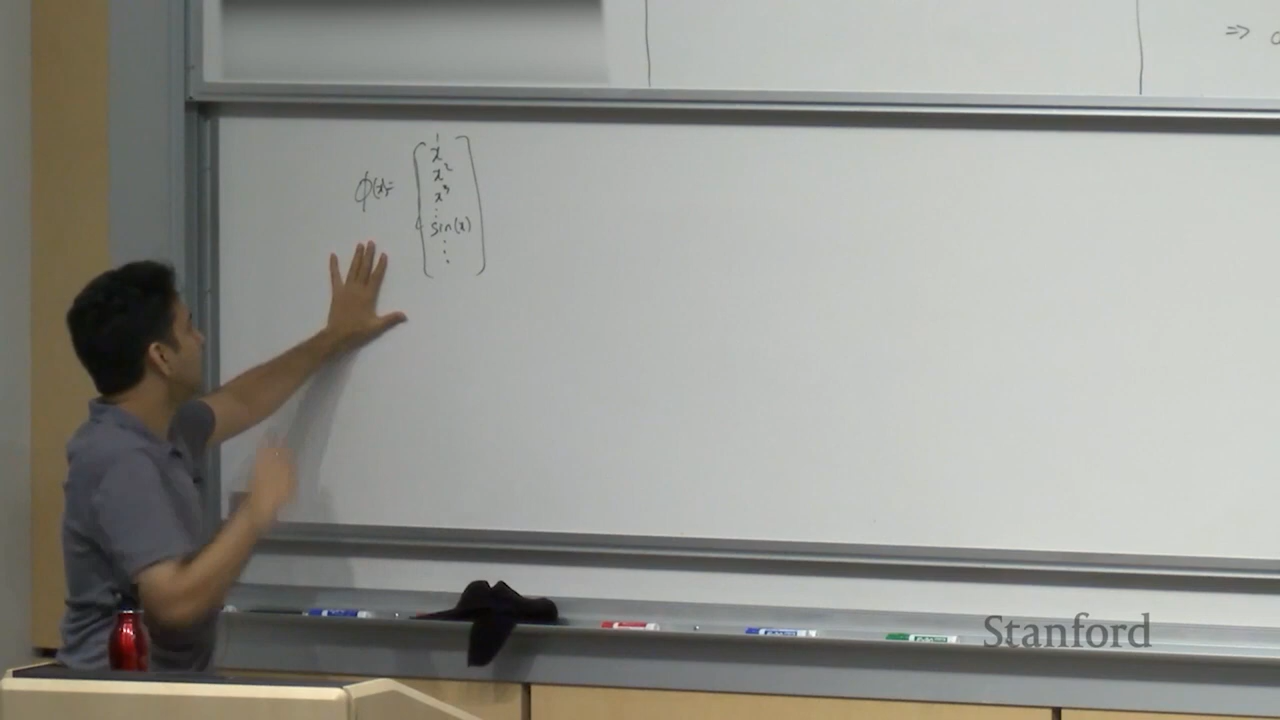 ⇒
ϕ(x)=
1
x
x²
x³
⋮
sin(x)
⋮
Stanford